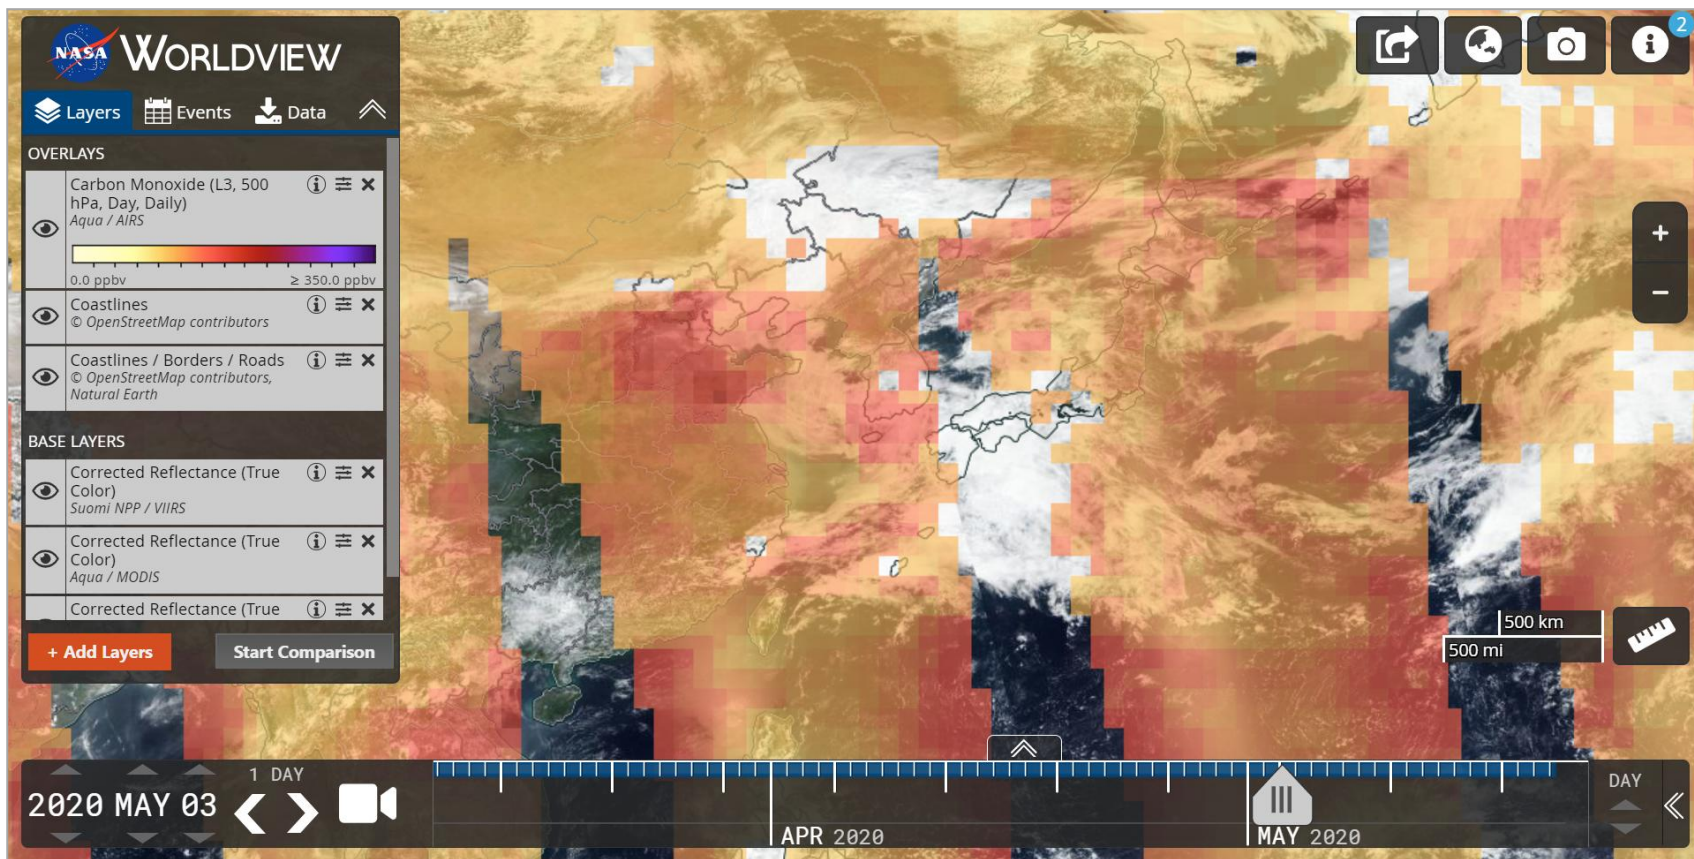 NASA WORLDVIEW
2
Layers Events Data
OVERLAYS
Carbon Monoxide (L3, 500
hPa, Day, Daily)
Aqua / AIRS
0.0 ppbv ≥ 350.0 ppbv
Coastlines
© OpenStreetMap contributors
Coastlines / Borders / Roads
© OpenStreetMap contributors,
Natural Earth
BASE LAYERS
Corrected Reflectance (True
Color)
Suomi NPP / VIIRS
Corrected Reflectance (True
Color)
Aqua / MODIS
Corrected Reflectance (True
+ Add Layers Start Comparison
+
−
500 km
500 mi
1 DAY
2020 MAY 03
APR 2020
MAY 2020
DAY